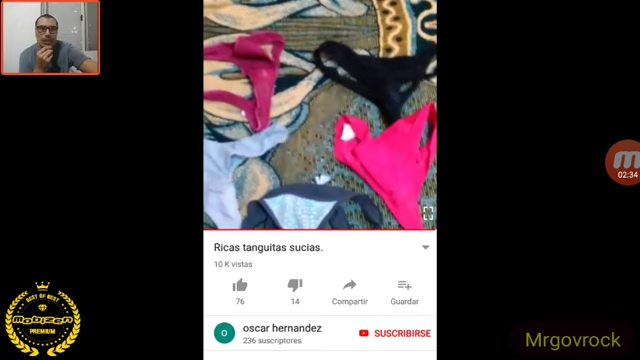 02:34
Ricas tanguitas sucias.
10 K vistas
76
14
Compartir
Guardar
O
oscar hernandez
236 suscriptores
SUSCRIBIRSE
BEST OF BEST
mobizen
PREMIUM
Mrgovrock